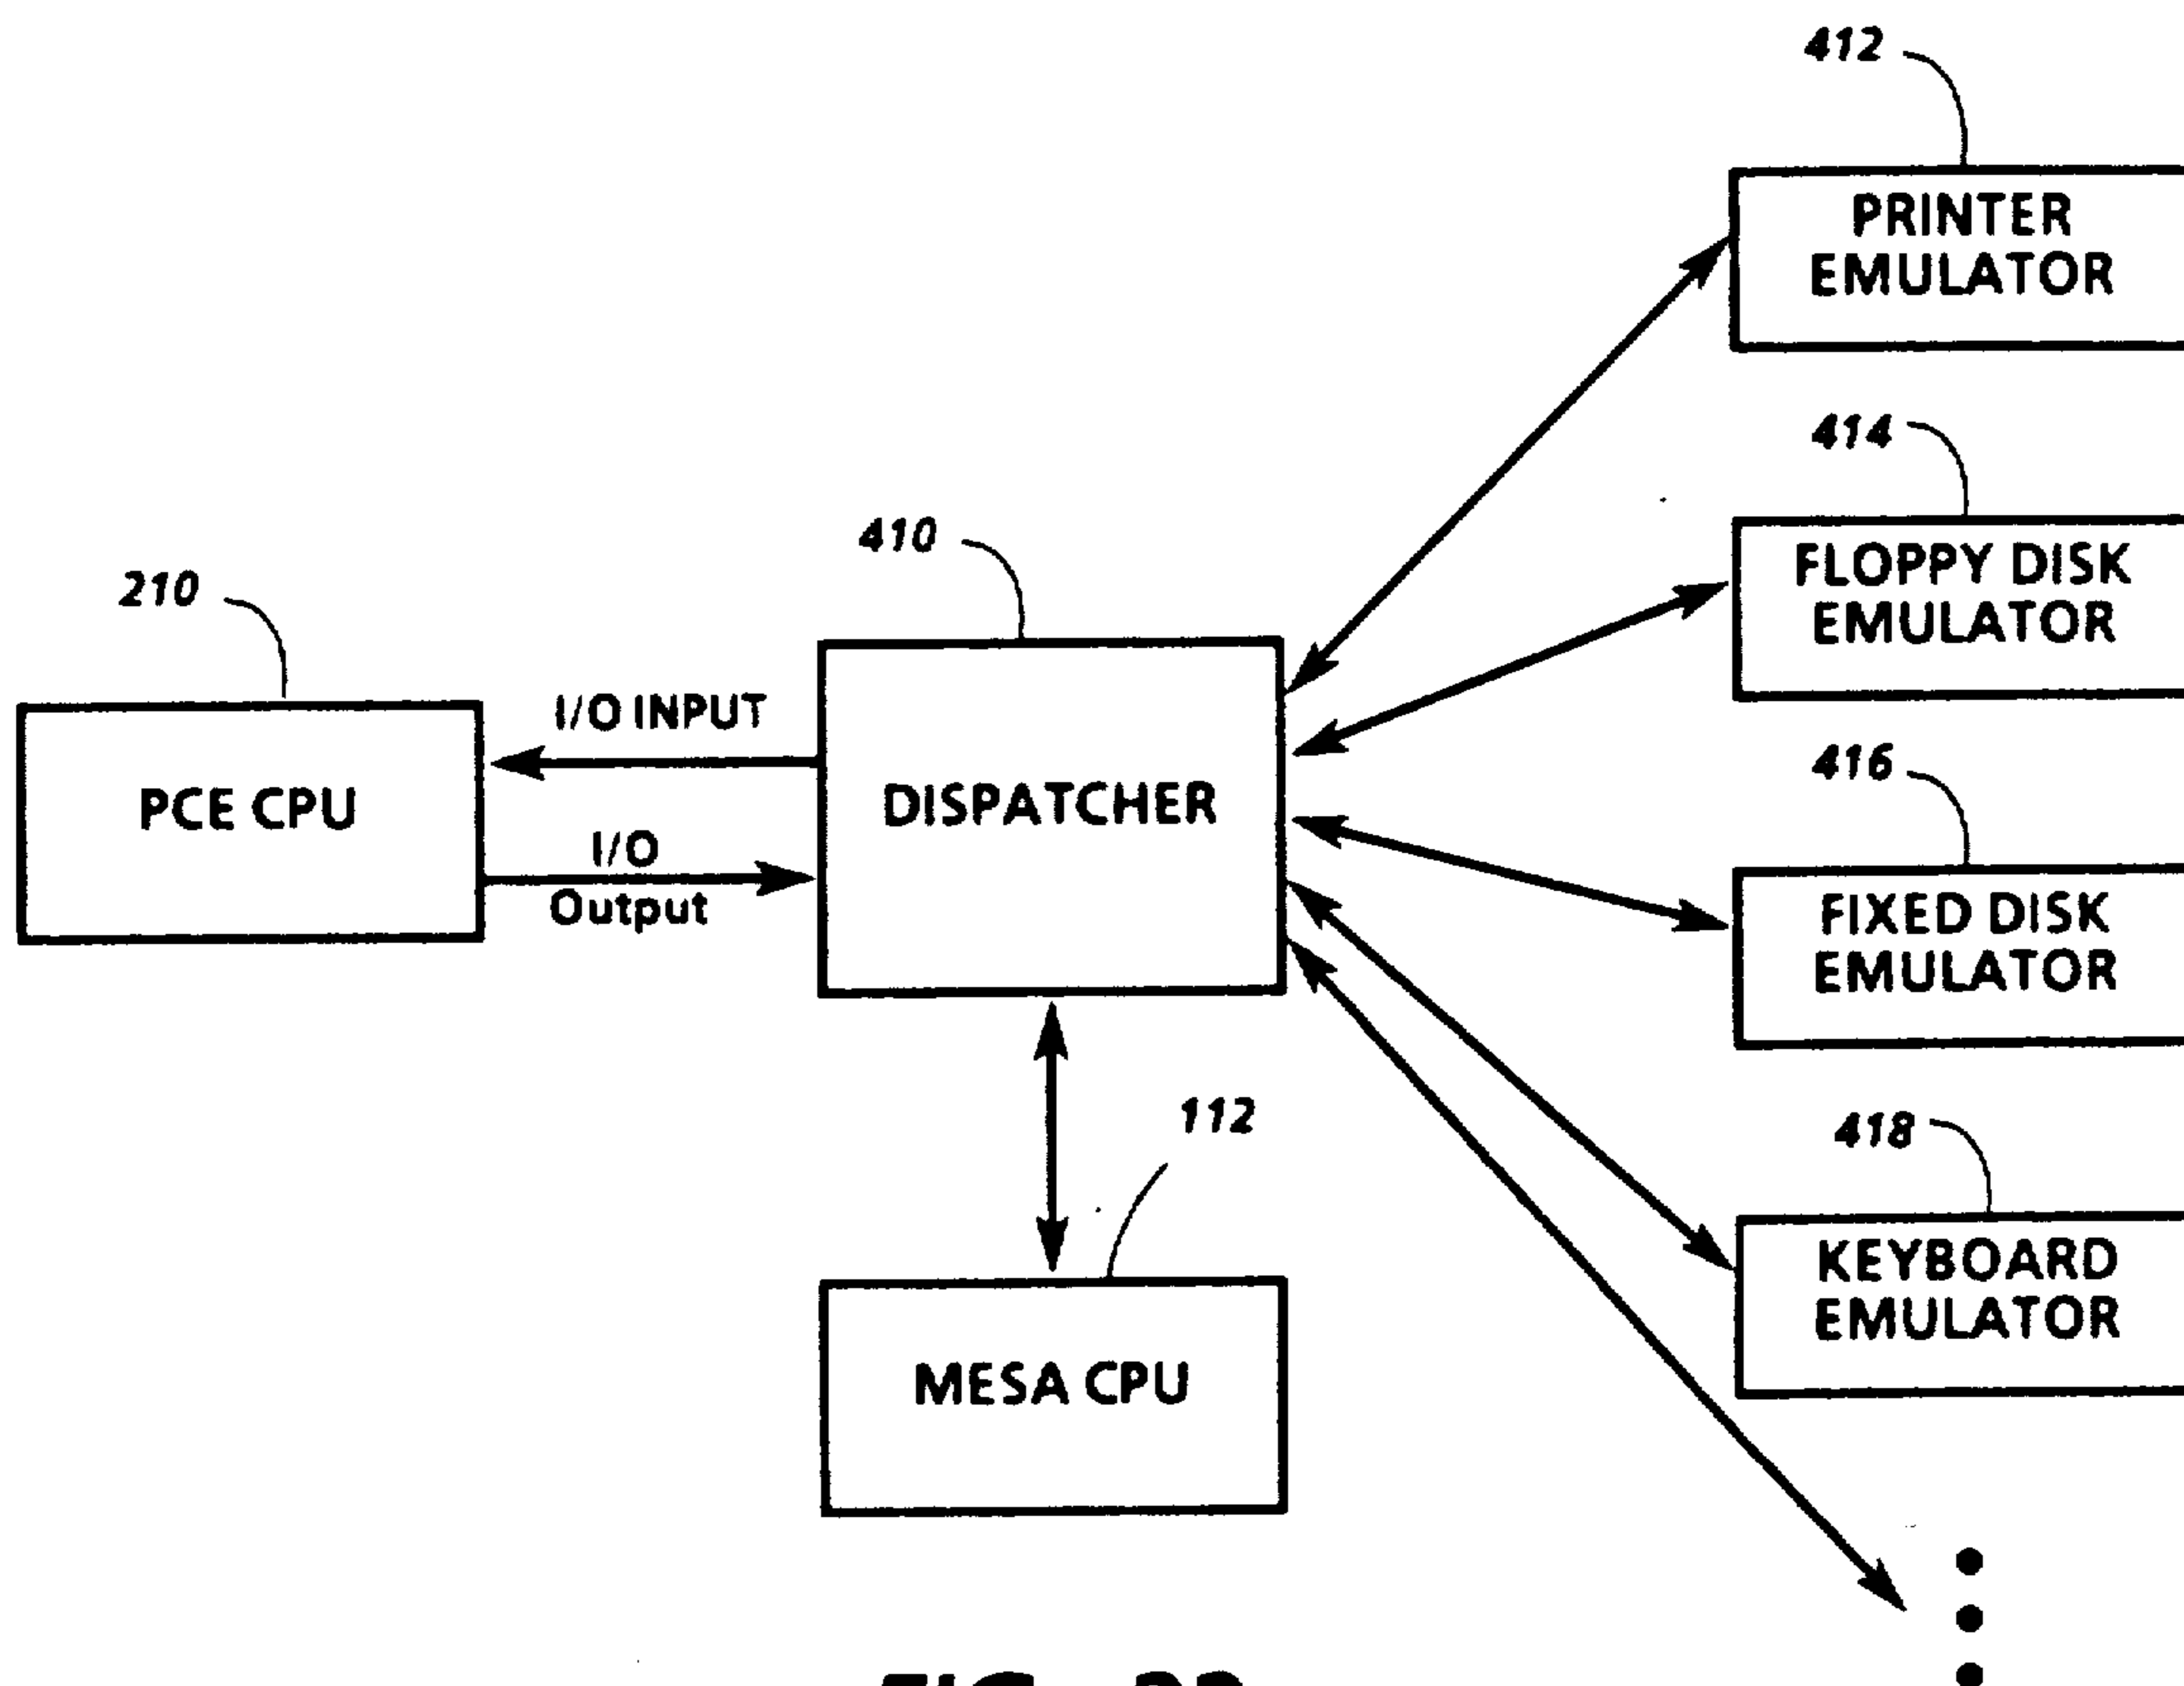 412
PRINTER
EMULATOR
414
FLOPPY DISK
EMULATOR
410
210
I/O INPUT
PCE CPU
DISPATCHER
I/O
Output
416
FIXED DISK
EMULATOR
112
418
KEYBOARD
EMULATOR
MESA CPU